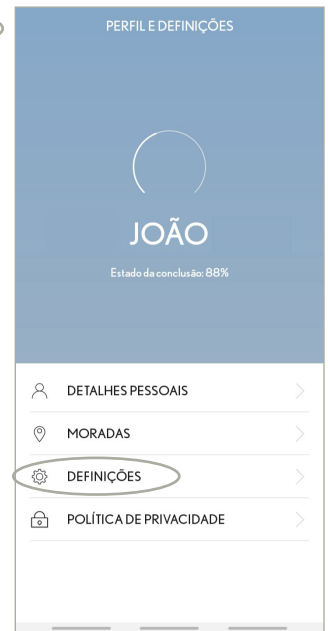 PERFIL E DEFINIÇÕES
JOÃO
Estado da conclusão: 88%
DETALHES PESSOAIS
MORADAS
DEFINIÇÕES
POLÍTICA DE PRIVACIDADE